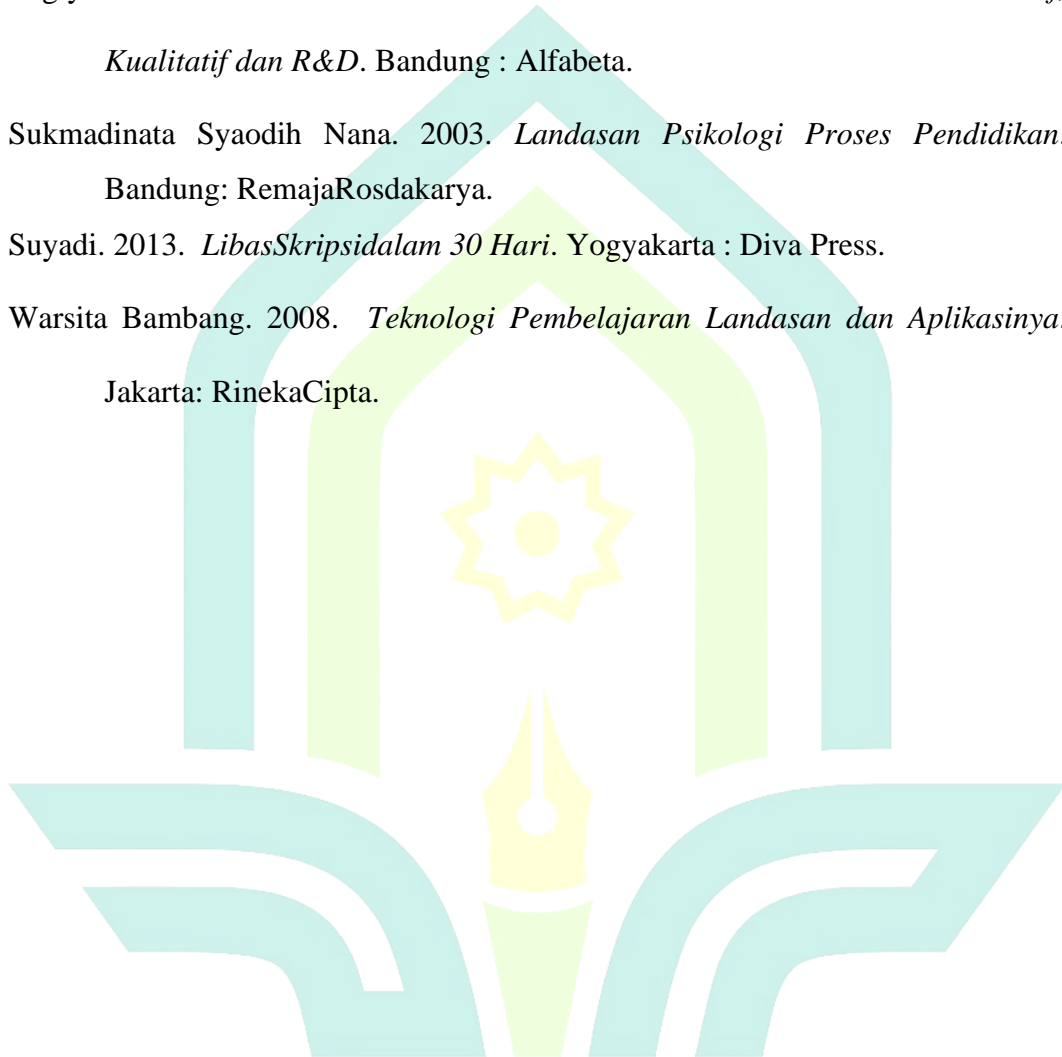 Kualitatif dan R&D. Bandung : Alfabeta.
Sukmadinata Syaodih Nana. 2003. Landasan Psikologi Proses Pendidikan.
Bandung: RemajaRosdakarya.
Suyadi. 2013. LibasSkripsidalam 30 Hari. Yogyakarta : Diva Press.
Warsita Bambang. 2008. Teknologi Pembelajaran Landasan dan Aplikasinya.
Jakarta: RinekaCipta.